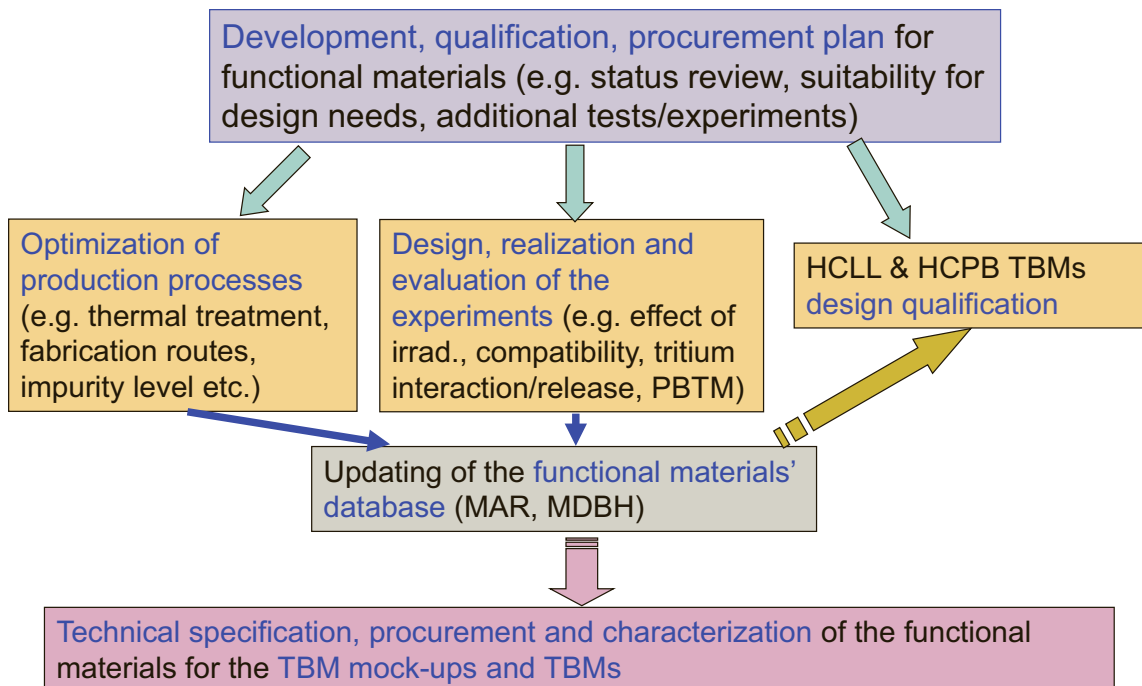 Development, qualification, procurement plan for
functional materials (e.g. status review, suitability for
design needs, additional tests/experiments)
Optimization of
production processes
(e.g. thermal treatment,
fabrication routes,
impurity level etc.)
Design, realization and
evaluation of the
experiments (e.g. effect of
irrad., compatibility, tritium
interaction/release, PBTM)
HCLL & HCPB TBMs
design qualification
Updating of the functional materials’
database (MAR, MDBH)
Technical specification, procurement and characterization of the functional
materials for the TBM mock-ups and TBMs